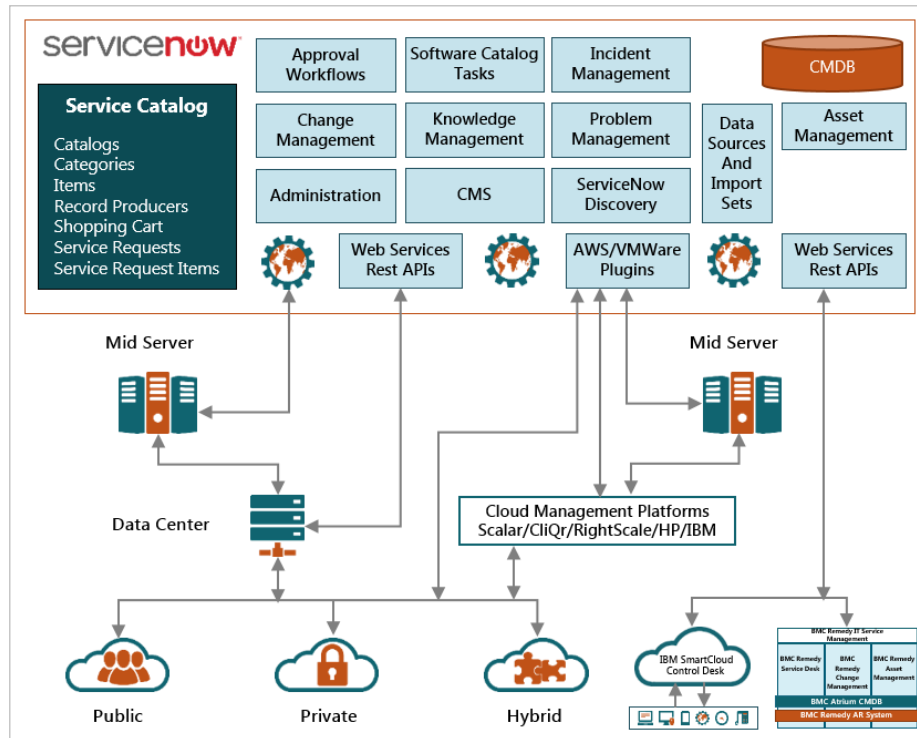 servicenow
Approval
Workflows
Software Catalog
Tasks
Incident
Management
CMDB
Service Catalog
Catalogs
Categories
Items
Record Producers
Shopping Cart
Service Requests
Service Request Items
Change
Management
Knowledge
Management
Problem
Management
Data
Sources
And
Import
Sets
Asset
Management
Administration
CMS
ServiceNow
Discovery
Web Services
Rest APIs
AWS/VMWare
Plugins
Web Services
Rest APIs
Mid Server
Mid Server
Data Center
Cloud Management Platforms
Scalar/CliQr/RightScale/HP/IBM
Public
Private
Hybrid
IBM SmartCloud
Control Desk
BMC Remedy IT Service
Management
BMC Remedy
Service Desk
BMC
Remedy
Change
Management
BMC Remedy
Asset
Management
BMC Atrium CMDB
BMC Remedy AR System